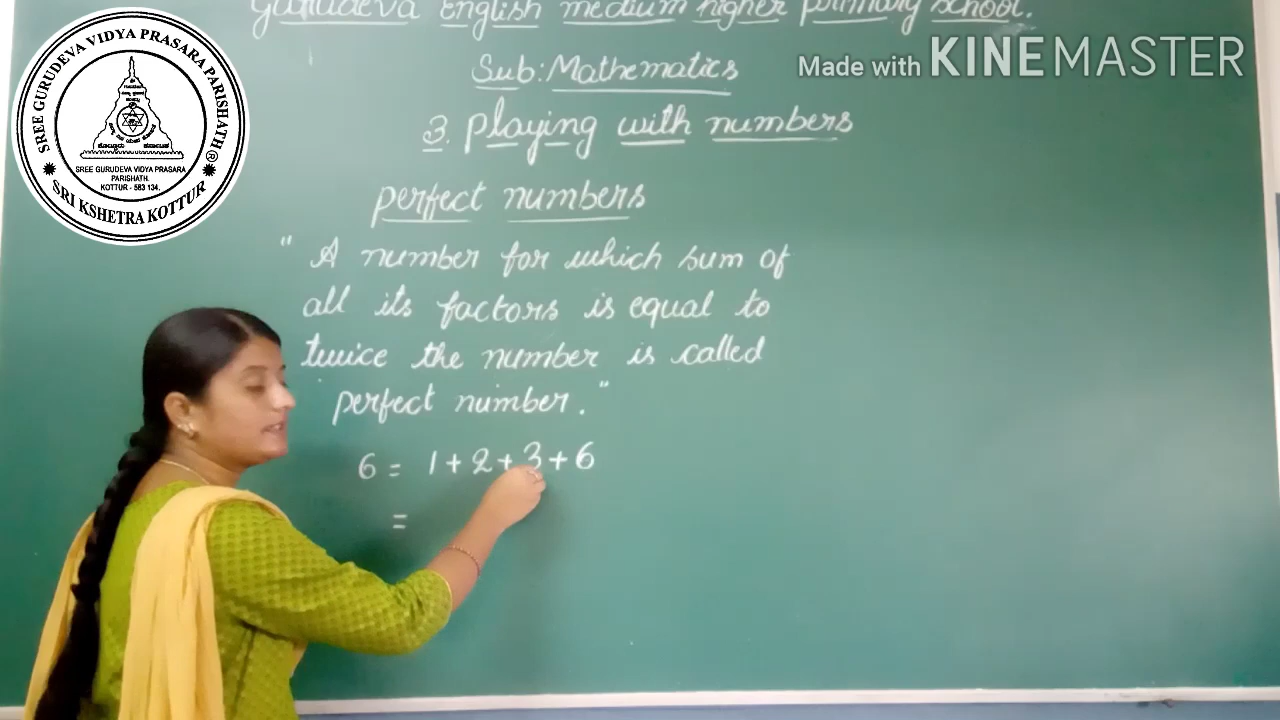 Gurudeva English medium higher primary school.
Made with KINEMASTER
Sub: Mathematics
3. Playing with numbers
perfect numbers
" A number for which sum of
all its factors is equal to
twice the number is called
perfect number. "
6 = 1 + 2 + 3 + 6
=
SREE GURUDEVA VIDYA PRASARA PARISHATH ®
SREE GURUDEVA VIDYA PRASARA
PARISHATH.
KOTTUR - 583 134.
SRI KSHETRA KOTTUR